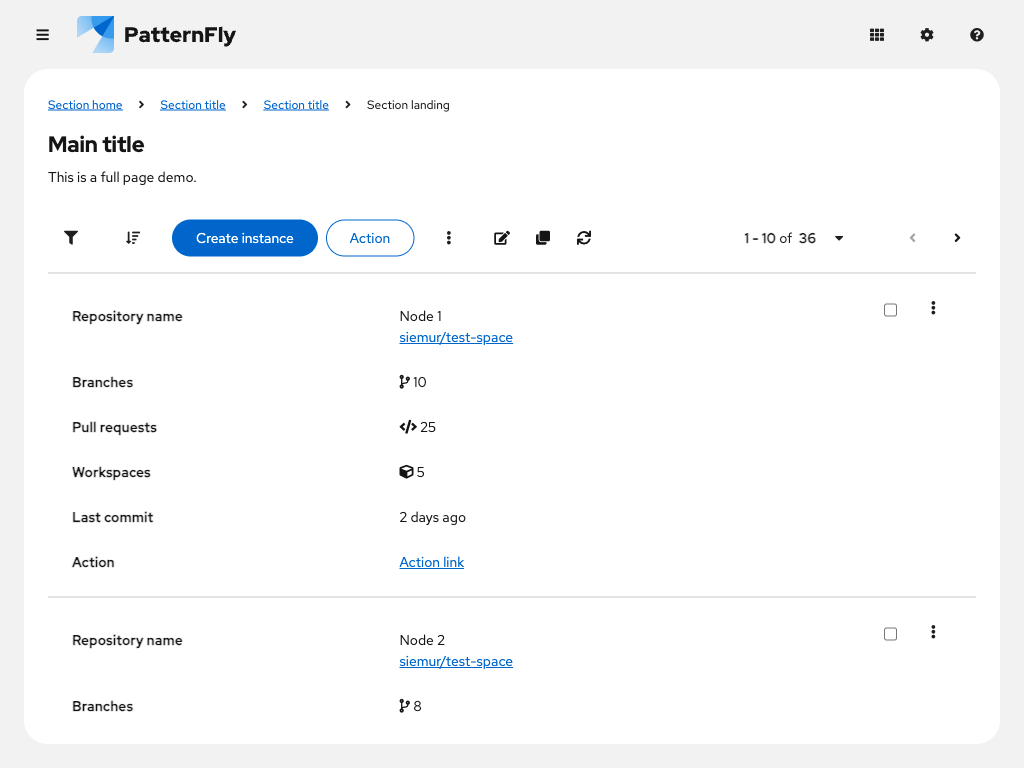 PatternFly
Section home Section title Section title Section landing
Main title
This is a full page demo.
Create instance Action 1 - 10 of 36
Repository name Node 1
siemur/test-space
Branches 10
Pull requests 25
Workspaces 5
Last commit 2 days ago
Action Action link
Repository name Node 2
siemur/test-space
Branches 8